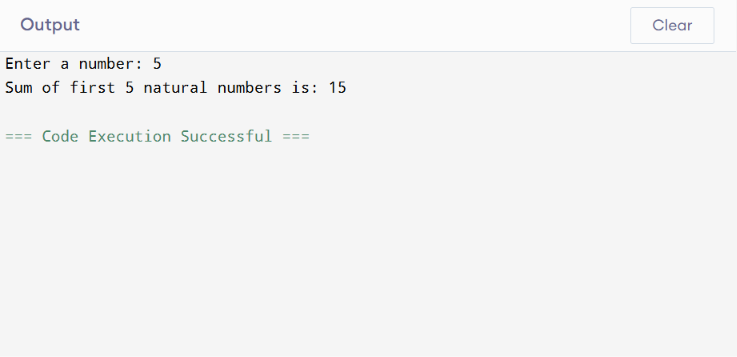 Output
Clear
Enter a number: 5
Sum of first 5 natural numbers is: 15
=== Code Execution Successful ===